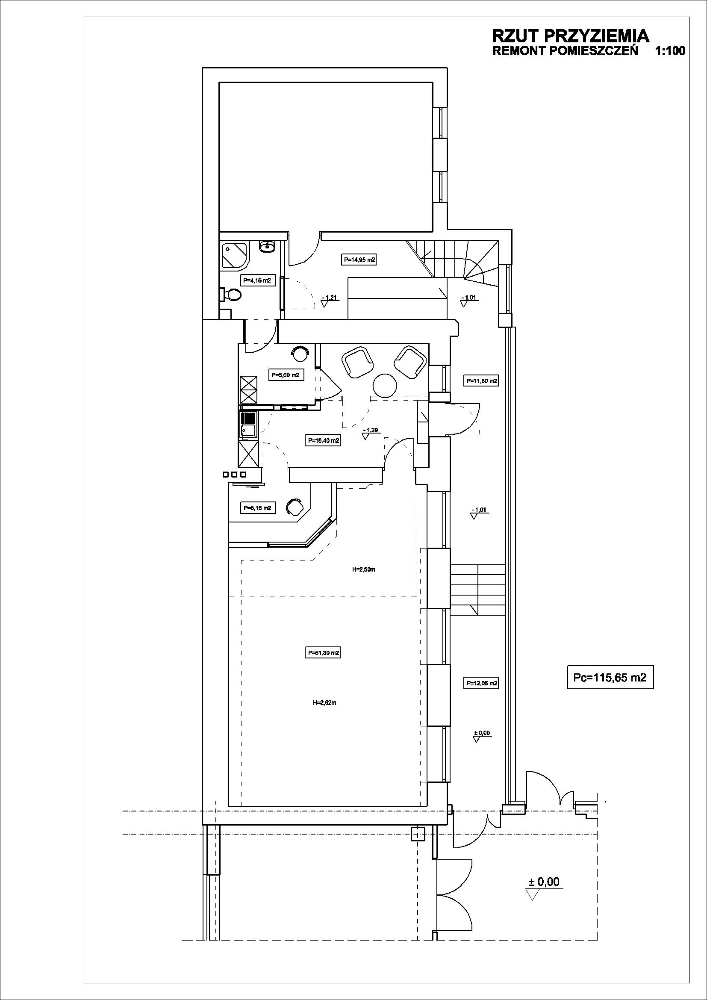 RZUT PRZYZIEMIA
REMONT POMIESZCZEŃ 1:100
P=14,95 m2
P=4,15 m2
- 1,21
- 1,01
P=5,00 m2
P=11,60 m2
- 1,29
P=16,40 m2
P=5,15 m2
- 1,01
H=2,50m
P=51,30 m2
Pc=115,65 m2
P=12,05 m2
H=2,62m
± 0,00
± 0,00